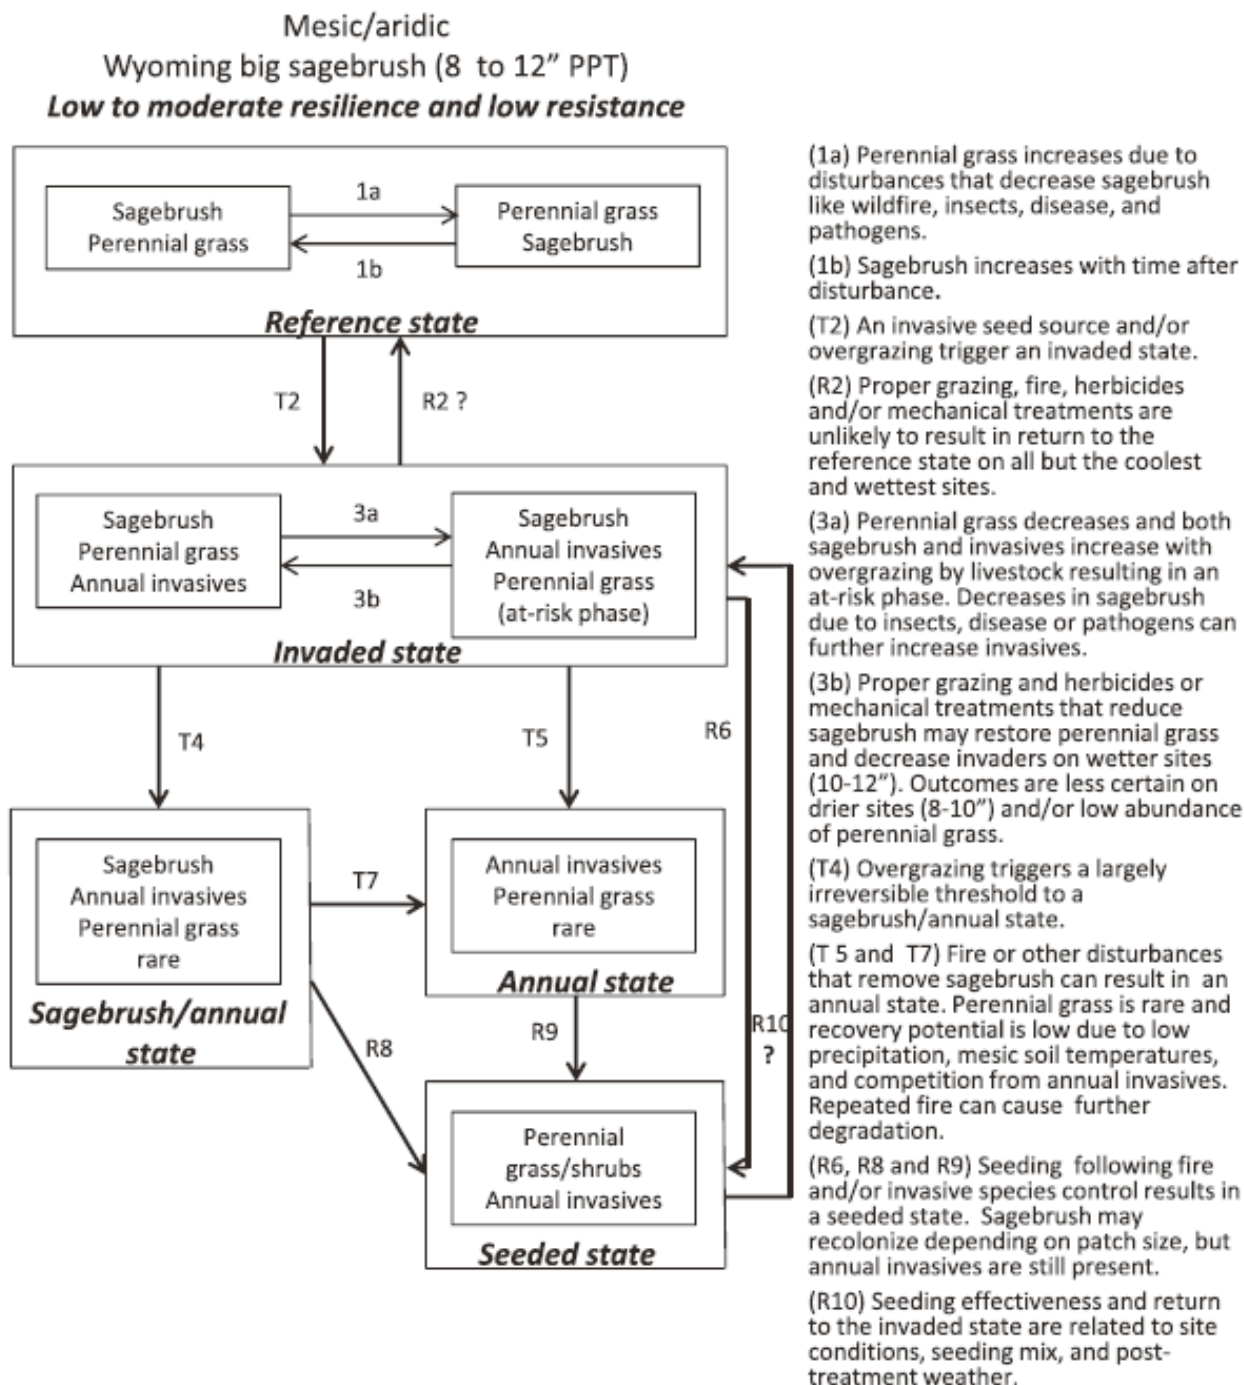 Mesic/aridic
Wyoming big sagebrush (8 to 12” PPT)
Low to moderate resilience and low resistance
Sagebrush
Perennial grass
1a
1b
Perennial grass
Sagebrush
Reference state
T2
R2 ?
Sagebrush
Perennial grass
Annual invasives
3a
3b
Sagebrush
Annual invasives
Perennial grass
(at-risk phase)
Invaded state
T4
T5
R6
Sagebrush
Annual invasives
Perennial grass
rare
Sagebrush/annual
state
T7
Annual invasives
Perennial grass
rare
Annual state
R8
R9
R10
?
Perennial
grass/shrubs
Annual invasives
Seeded state
(1a) Perennial grass increases due to
disturbances that decrease sagebrush
like wildfire, insects, disease, and
pathogens.
(1b) Sagebrush increases with time after
disturbance.
(T2) An invasive seed source and/or
overgrazing trigger an invaded state.
(R2) Proper grazing, fire, herbicides
and/or mechanical treatments are
unlikely to result in return to the
reference state on all but the coolest
and wettest sites.
(3a) Perennial grass decreases and both
sagebrush and invasives increase with
overgrazing by livestock resulting in an
at-risk phase. Decreases in sagebrush
due to insects, disease or pathogens can
further increase invasives.
(3b) Proper grazing and herbicides or
mechanical treatments that reduce
sagebrush may restore perennial grass
and decrease invaders on wetter sites
(10-12”). Outcomes are less certain on
drier sites (8-10”) and/or low abundance
of perennial grass.
(T4) Overgrazing triggers a largely
irreversible threshold to a
sagebrush/annual state.
(T 5 and T7) Fire or other disturbances
that remove sagebrush can result in an
annual state. Perennial grass is rare and
recovery potential is low due to low
precipitation, mesic soil temperatures,
and competition from annual invasives.
Repeated fire can cause further
degradation.
(R6, R8 and R9) Seeding following fire
and/or invasive species control results in
a seeded state. Sagebrush may
recolonize depending on patch size, but
annual invasives are still present.
(R10) Seeding effectiveness and return
to the invaded state are related to site
conditions, seeding mix, and post-
treatment weather.